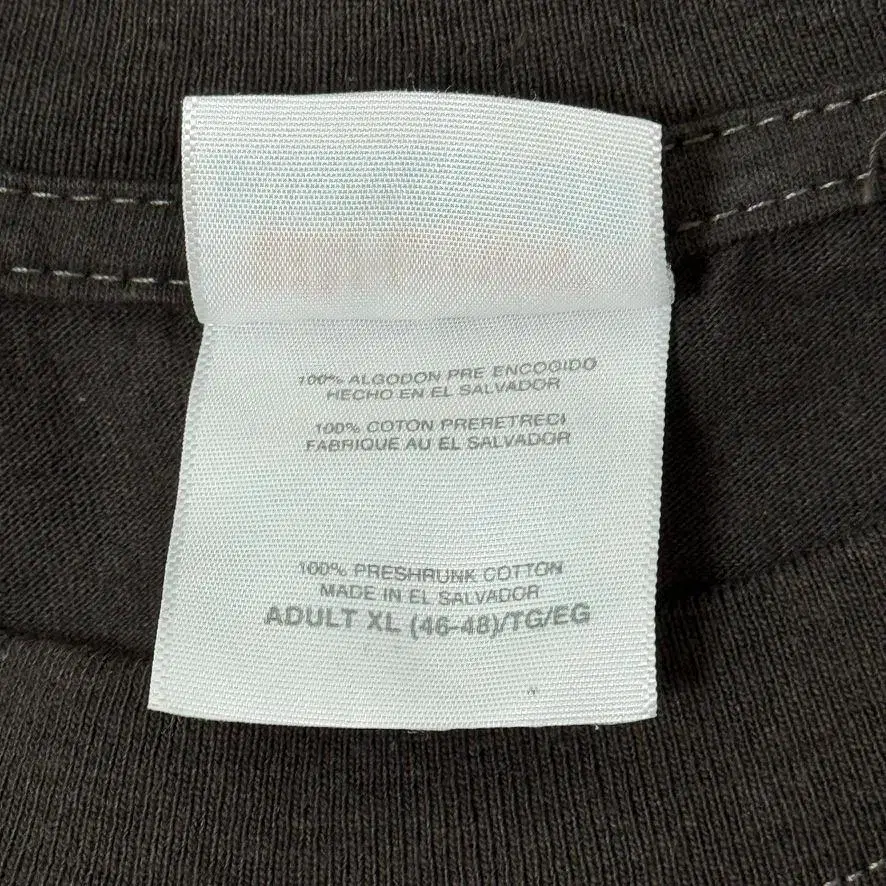 100% ALGODON PRE ENCOGIDO
HECHO EN EL SALVADOR
100% COTON PRERETRECI
FABRIQUE AU EL SALVADOR
100% PRESHRUNK COTTON
MADE IN EL SALVADOR
ADULT XL (46-48)/TG/EG